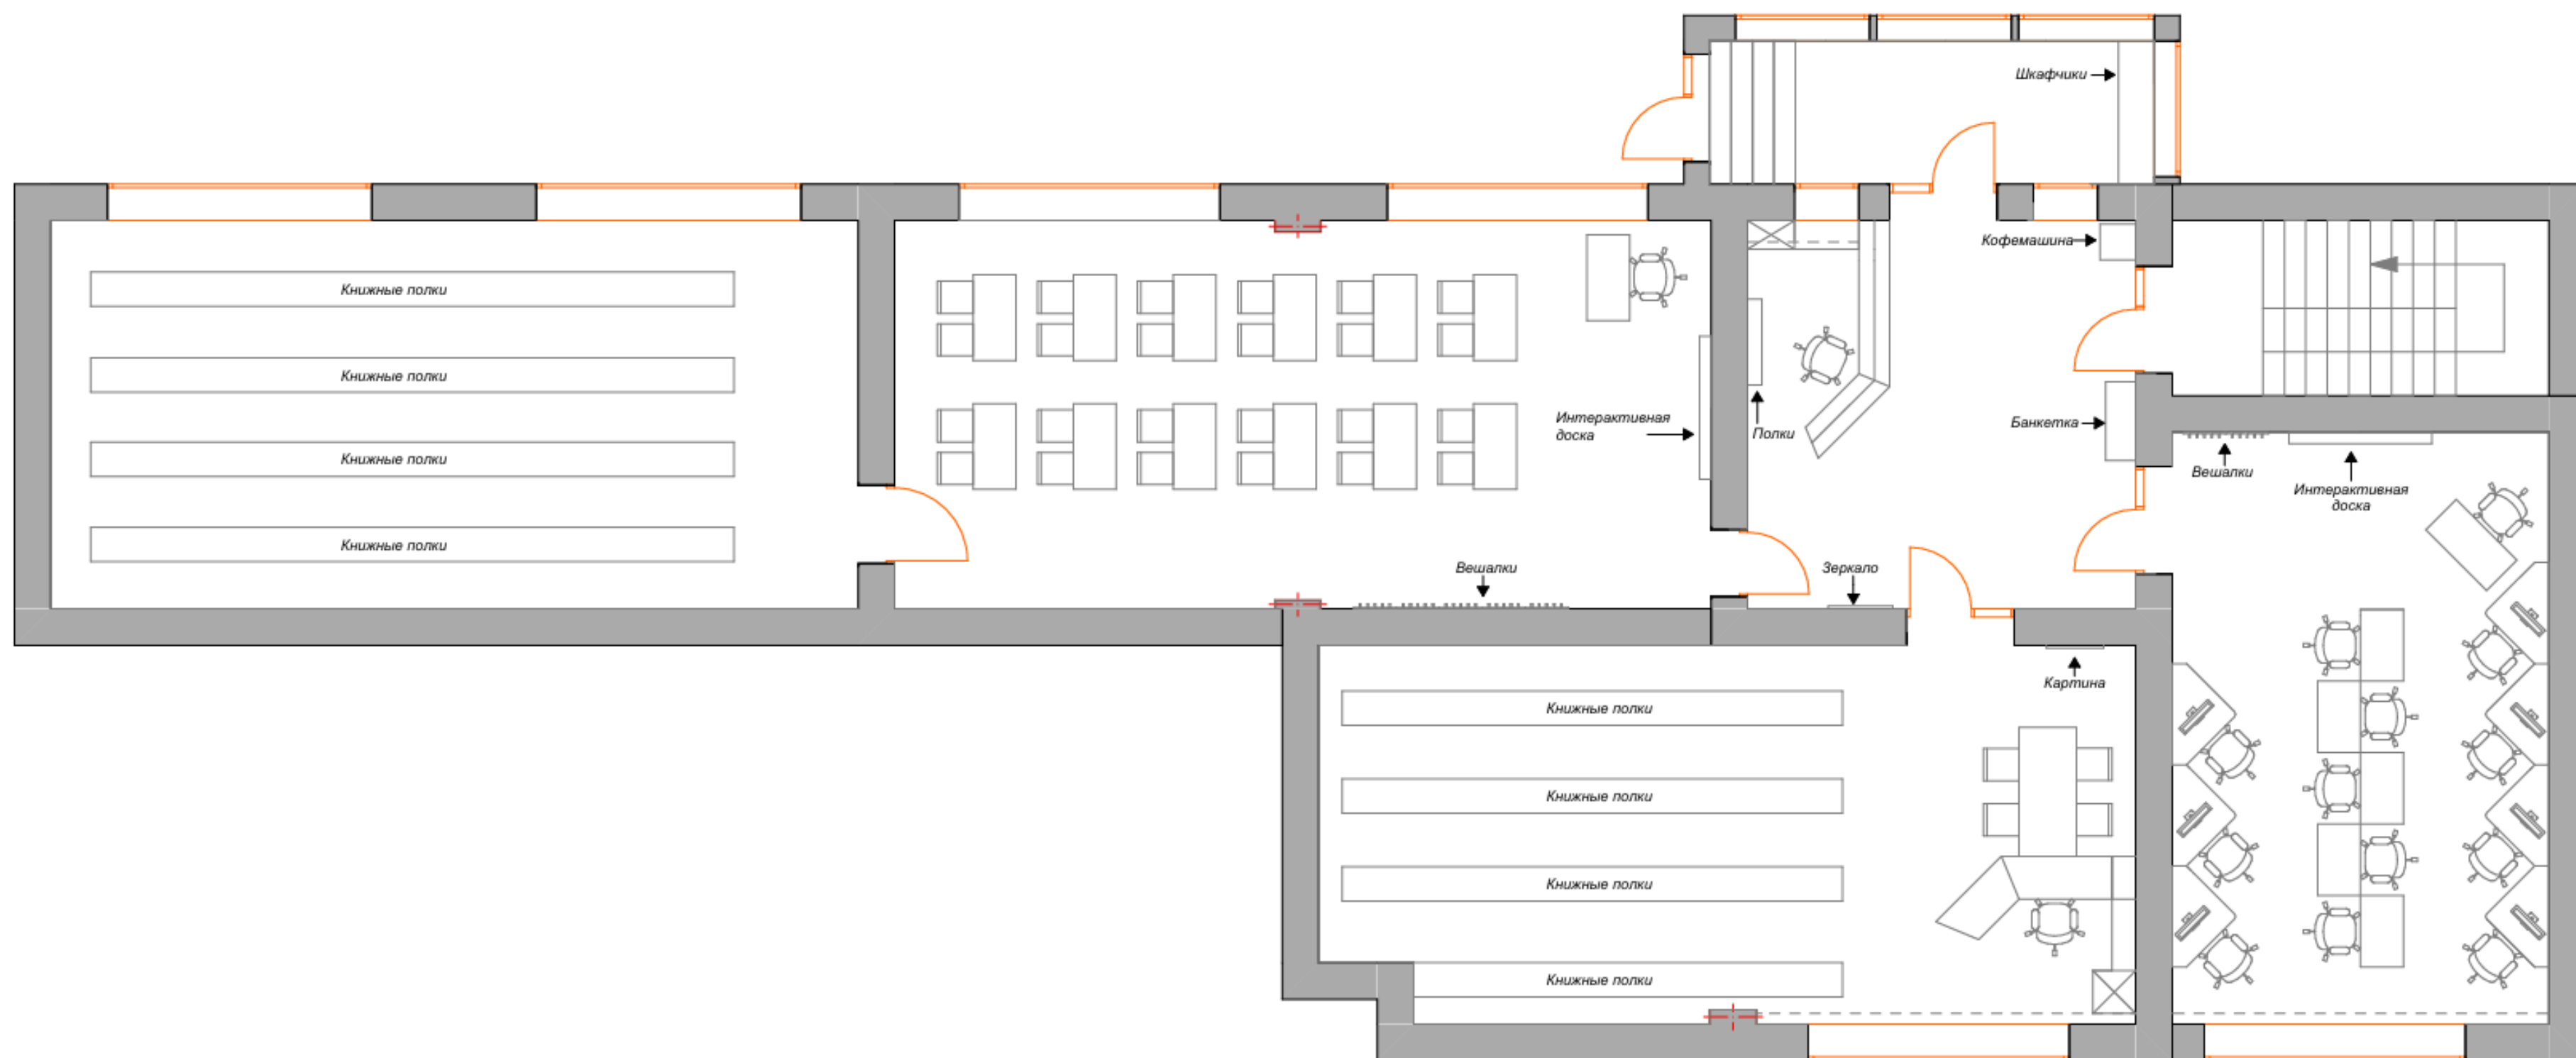 Шкафчики
Кофемашина
Книжные полки
Книжные полки
Интерактивная
доска
Полки
Банкетка
Вешалки
Интерактивная
доска
Книжные полки
Книжные полки
Вешалки
Зеркало
Картина
Книжные полки
Книжные полки
Книжные полки
Книжные полки